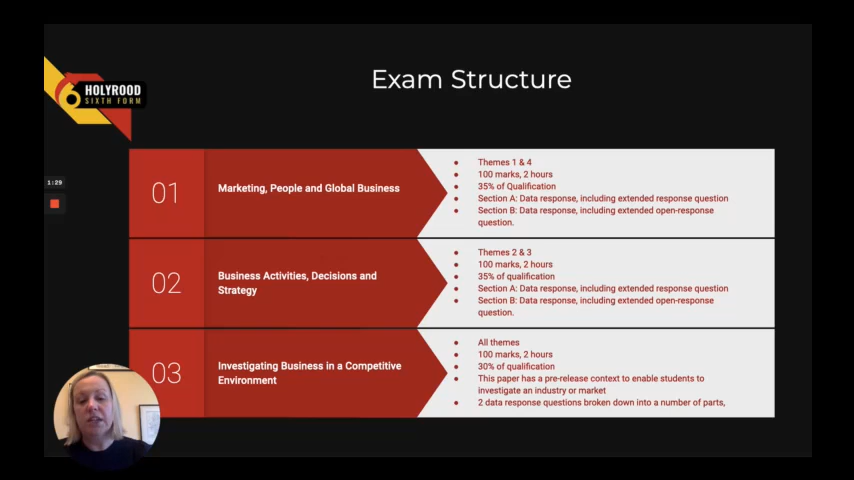 Exam Structure
6
HOLYROOD
SIXTH FORM
1:29
01
Marketing, People and Global Business
● Themes 1 & 4
● 100 marks, 2 hours
● 35% of Qualification
● Section A: Data response, including extended response question
● Section B: Data response, including extended open-response
question.
02
Business Activities, Decisions and
Strategy
● Themes 2 & 3
● 100 marks, 2 hours
● 35% of qualification
● Section A: Data response, including extended response question
● Section B: Data response, including extended open-response
question.
03
Investigating Business in a Competitive
Environment
● All themes
● 100 marks, 2 hours
● 30% of qualification
● This paper has a pre-release context to enable students to
investigate an industry or market
● 2 data response questions broken down into a number of parts,